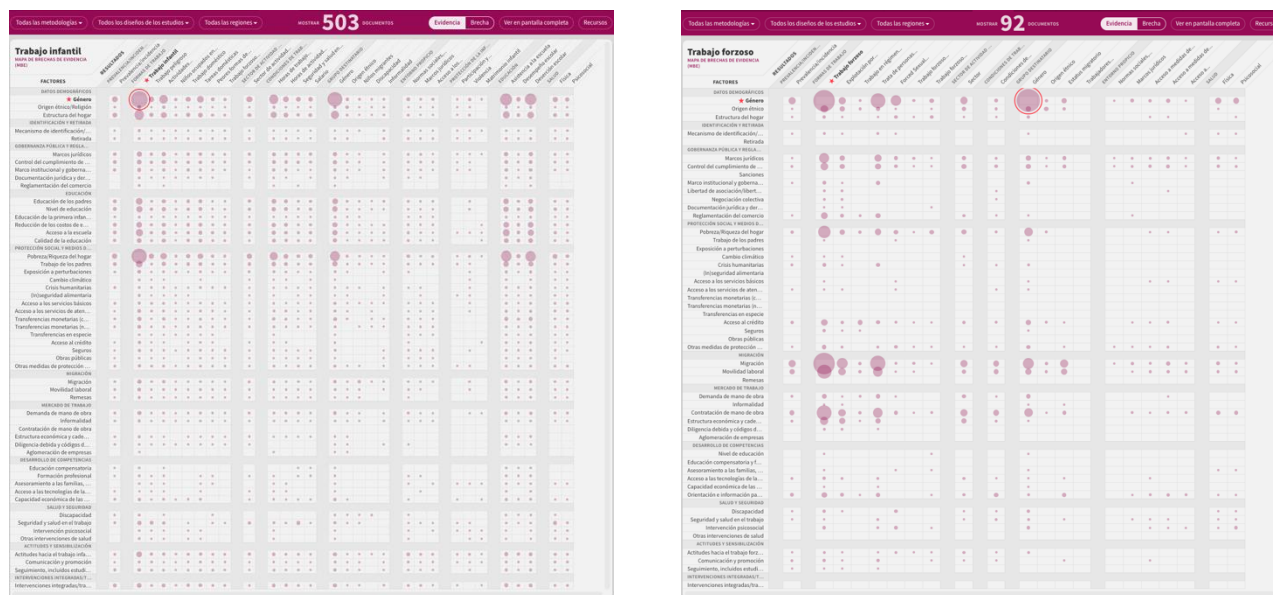 Todas las metodologías
Todos los diseños de los estudios
Todas las regiones
MOSTRAR 503 DOCUMENTOS
Evidencia
Brecha
Ver en pantalla completa
Recursos
Trabajo infantil
MAPA DE BRECHAS DE EVIDENCIA
(MBE)
RESULTADOS
Trabajo infantil
FACTORES
DATOS DEMOGRÁFICOS
Género
Origen étnico/Religión
Estructura del hogar
IDENTIFICACIÓN Y RETIRADA
Mecanismo de identificación/...
Retirada
GOBERNANZA PÚBLICA Y REGLA...
Marcos jurídicos
Control del cumplimiento de ...
Marco institucional y goberna...
Documentación jurídica y der...
Reglamentación del comercio
EDUCACIÓN
Educación de los padres
Nivel de educación
Educación de la primera infan...
Reducción de los costos de e...
Acceso a la escuela
Calidad de la educación
PROTECCIÓN SOCIAL Y MEDIOS D...
Pobreza/Riqueza del hogar
Trabajo de los padres
Exposición a perturbaciones
Cambio climático
Crisis humanitarias
(In)seguridad alimentaria
Acceso a los servicios básicos
Acceso a los servicios de aten...
Transferencias monetarias (c...
Transferencias monetarias (n...
Transferencias en especie
Acceso al crédito
Seguros
Obras públicas
Otras medidas de protección ...
MIGRACIÓN
Migración
Movilidad laboral
Remesas
MERCADO DE TRABAJO
Demanda de mano de obra
Informalidad
Contratación de mano de obra
Estructura económica y cade...
Diligencia debida y códigos d...
Aglomeración de empresas
DESARROLLO DE COMPETENCIAS
Educación compensatoria
Formación profesional
Asesoramiento a las familias, ...
Acceso a las tecnologías de la...
Capacidad económica de las ...
SALUD Y SEGURIDAD
Discapacidad
Seguridad y salud en el trabajo
Intervención psicosocial
Otras intervenciones de salud
ACTITUDES Y SENSIBILIZACIÓN
Actitudes hacia el trabajo infa...
Comunicación y promoción
Seguimiento, incluidos estudi...
INTERVENCIONES INTEGRADAS/T...
Intervenciones integradas/tra...
Todas las metodologías
Todos los diseños de los estudios
Todas las regiones
MOSTRAR 92 DOCUMENTOS
Evidencia
Brecha
Ver en pantalla completa
Recurs
Trabajo forzoso
MAPA DE BRECHAS DE EVIDENCIA
(MBE)
RESULTADOS
Trabajo forzoso
FACTORES
DATOS DEMOGRÁFICOS
Género
Origen étnico
Estructura del hogar
IDENTIFICACIÓN Y RETIRADA
Mecanismo de identificación/...
Retirada
GOBERNANZA PÚBLICA Y REGLA...
Marcos jurídicos
Control del cumplimiento de ...
Sanciones
Marco institucional y goberna...
Libertad de asociación/libert...
Negociación colectiva
Documentación jurídica y der...
Reglamentación del comercio
PROTECCIÓN SOCIAL Y MEDIOS D...
Pobreza/Riqueza del hogar
Trabajo de los padres
Exposición a perturbaciones
Cambio climático
Crisis humanitarias
(In)seguridad alimentaria
Acceso a los servicios básicos
Acceso a los servicios de aten...
Transferencias monetarias (c...
Transferencias monetarias (n...
Transferencias en especie
Acceso al crédito
Seguros
Obras públicas
Otras medidas de protección ...
MIGRACIÓN
Migración
Movilidad laboral
Remesas
MERCADO DE TRABAJO
Demanda de mano de obra
Informalidad
Contratación de mano de obra
Estructura económica y cade...
Diligencia debida y códigos d...
Aglomeración de empresas
DESARROLLO DE COMPETENCIAS
Nivel de educación
Educación compensatoria y f...
Asesoramiento a las familias, ...
Acceso a las tecnologías de la...
Capacidad económica de las ...
Orientación e información pa...
SALUD Y SEGURIDAD
Discapacidad
Seguridad y salud en el trabajo
Intervención psicosocial
Otras intervenciones de salud
ACTITUDES Y SENSIBILIZACIÓN
Actitudes hacia el trabajo forz...
Comunicación y promoción
Seguimiento, incluidos estudi...
INTERVENCIONES INTEGRADAS/T...
Intervenciones integradas/tra...